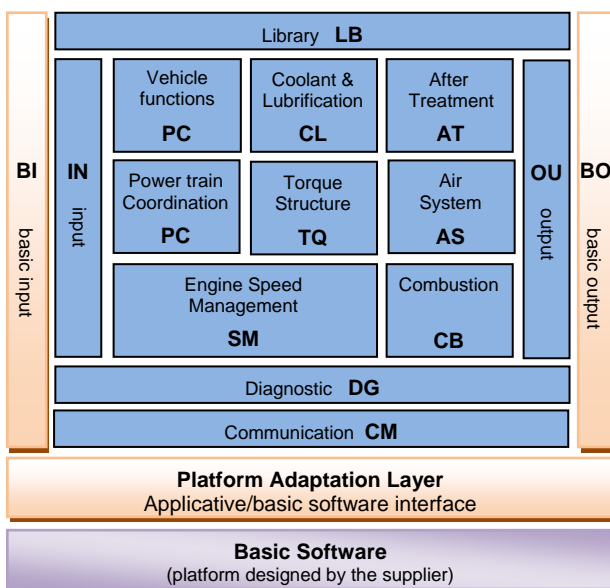 Library LB
BI
basic input
IN
input
Vehicle
functions
PC
Coolant &
Lubrification
CL
After
Treatment
AT
Power train
Coordination
PC
Torque
Structure
TQ
Air
System
AS
Engine Speed
Management
SM
Combustion
CB
OU
output
BO
basic output
Diagnostic DG
Communication CM
Platform Adaptation Layer
Applicative/basic software interface
Basic Software
(platform designed by the supplier)